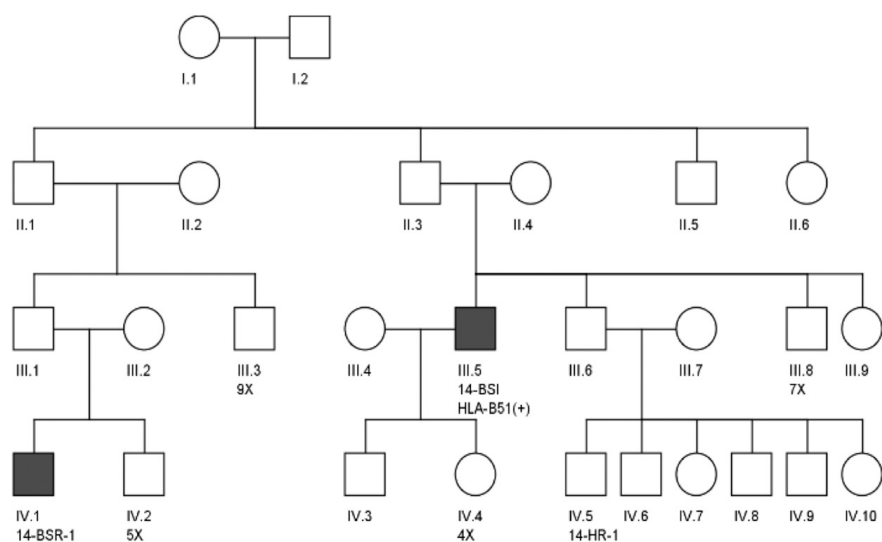 I.1 I.2
II.1 II.2 II.3 II.4 II.5 II.6
III.1 III.2 III.3 III.4 III.5 III.6 III.7 III.8 III.9
9X 14-BSI 7X
HLA-B51(+)
IV.1 IV.2 IV.3 IV.4 IV.5 IV.6 IV.7 IV.8 IV.9 IV.10
14-BSR-1 5X 4X 14-HR-1